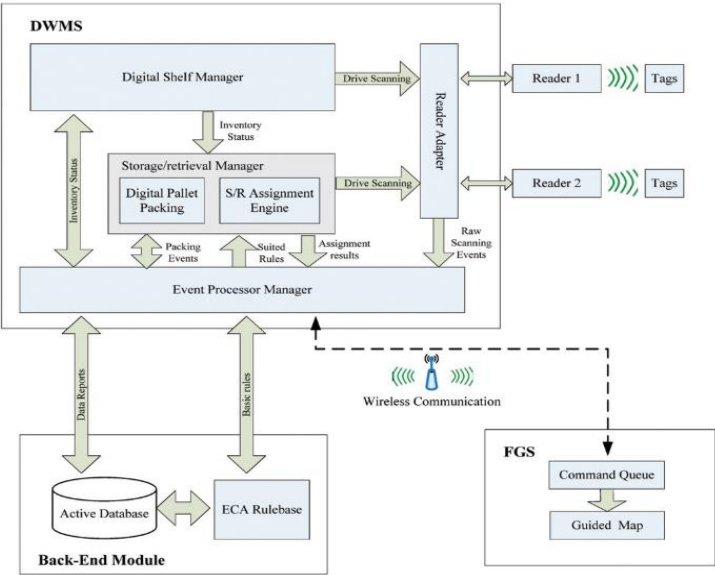 DWMS
Digital Shelf Manager
Drive Scanning
Reader Adapter
Reader 1
Tags
Inventory
Status
Inventory Status
Storage/retrieval Manager
Digital Pallet
Packing
S/R Assignment
Engine
Drive Scanning
Reader 2
Tags
Packing
Events
Suited
Rules
Assignment
results
Raw
Scanning
Events
Event Processor Manager
Data Reports
Basic rules
Wireless Communication
FGS
Command Queue
Guided Map
Active Database
ECA Rulebase
Back-End Module